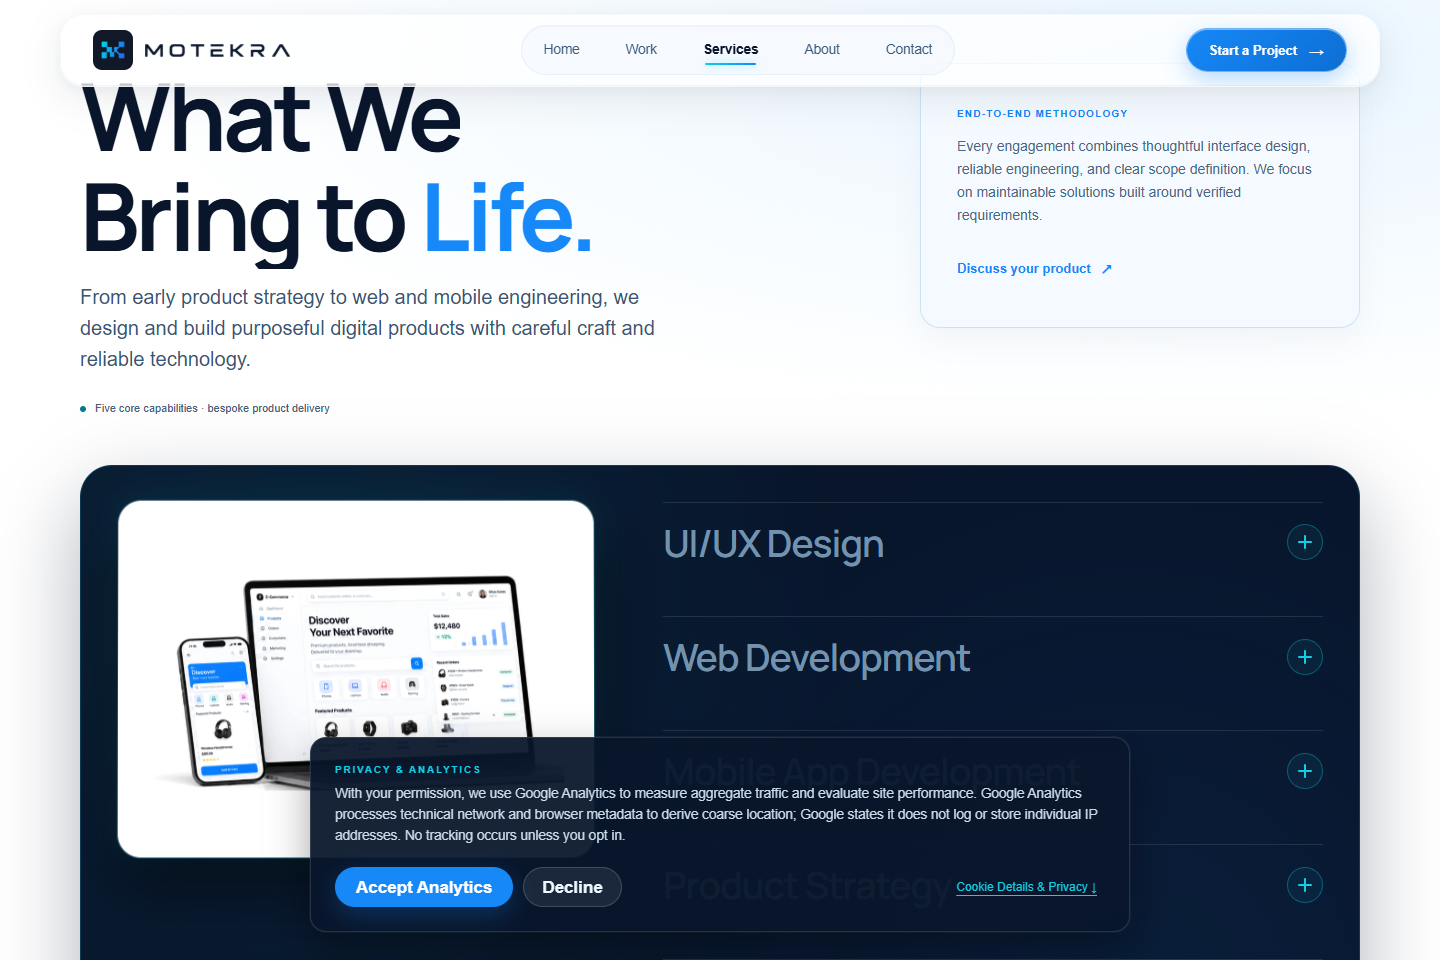 MOTEKRA
Home
Work
Services
About
Contact
Start a Project →
What We
Bring to Life.
From early product strategy to web and mobile engineering, we
design and build purposeful digital products with careful craft and
reliable technology.
Five core capabilities · bespoke product delivery
END-TO-END METHODOLOGY
Every engagement combines thoughtful interface design,
reliable engineering, and clear scope definition. We focus
on maintainable solutions built around verified
requirements.
Discuss your product ↗
Discover
Your Next Favorite
$12,480
Discover
UI/UX Design
Web Development
Mobile App Development
Product Strategy
PRIVACY & ANALYTICS
With your permission, we use Google Analytics to measure aggregate traffic and evaluate site performance. Google Analytics
processes technical network and browser metadata to derive coarse location; Google states it does not log or store individual IP
addresses. No tracking occurs unless you opt in.
Accept Analytics
Decline
Cookie Details & Privacy ↓